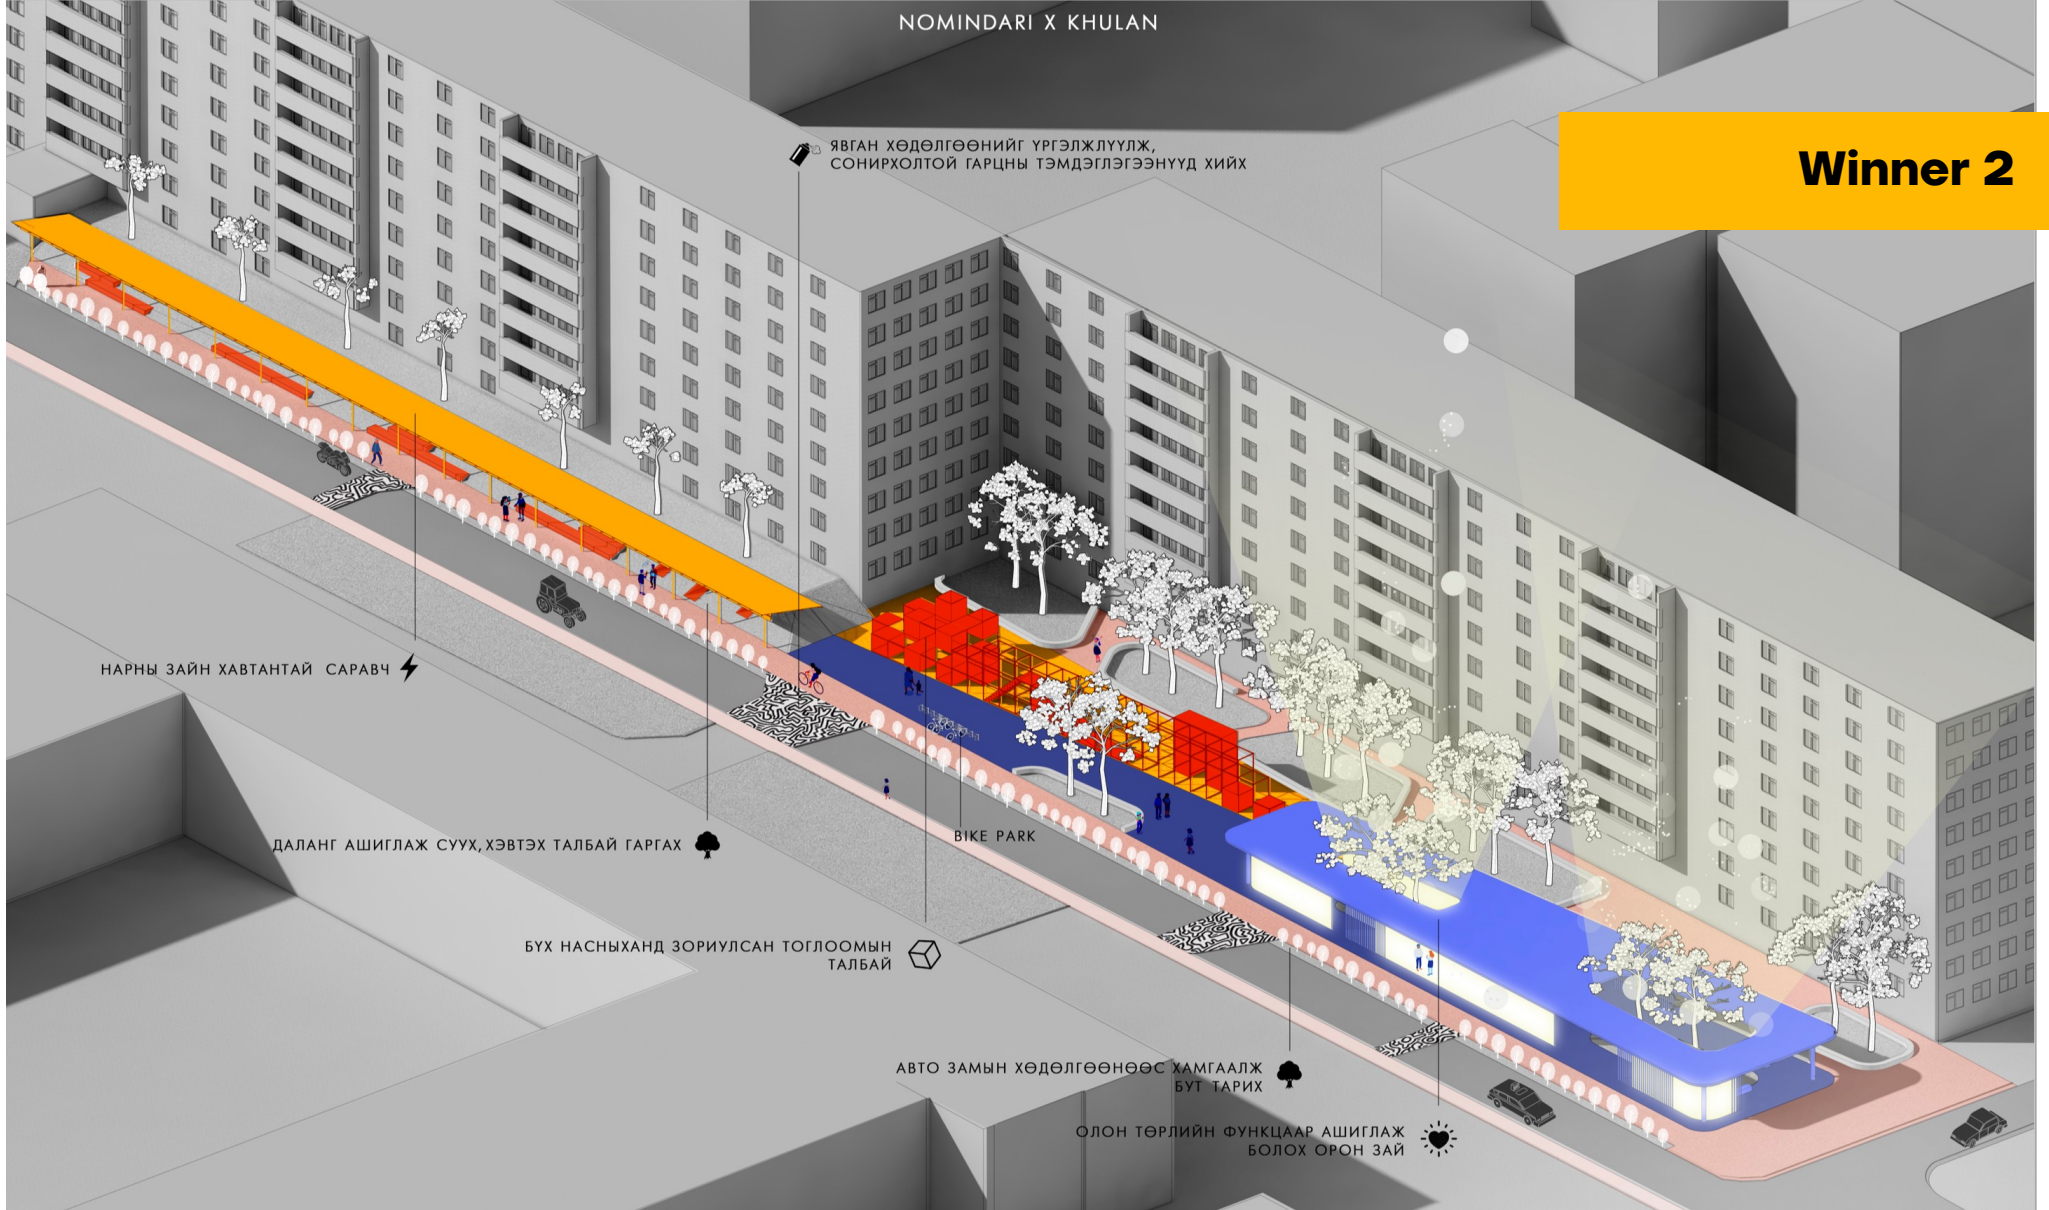 NOMINDARI X KHULAN
ЯВГАН ХӨДӨЛГӨӨНИЙГ ҮРГЭЛЖЛҮҮЛЖ,
СОНИРХОЛТОЙ ГАРЦНЫ ТЭМДЭГЛЭГЭЭНҮҮД ХИЙХ
Winner 2
НАРНЫ ЗАЙН ХАВТАНТАЙ САРАВЧ
ДАЛАНГ АШИГЛАЖ СУУХ, ХЭВТЭХ ТАЛБАЙ ГАРГАХ
BIKE PARK
БҮХ НАСНЫХАНД ЗОРИУЛСАН ТОГЛООМЫН
ТАЛБАЙ
АВТО ЗАМЫН ХӨДӨЛГӨӨНӨӨС ХАМГААЛЖ
БУТ ТАРИХ
ОЛОН ТӨРЛИЙН ФУНКЦААР АШИГЛАЖ
БОЛОХ ОРОН ЗАЙ